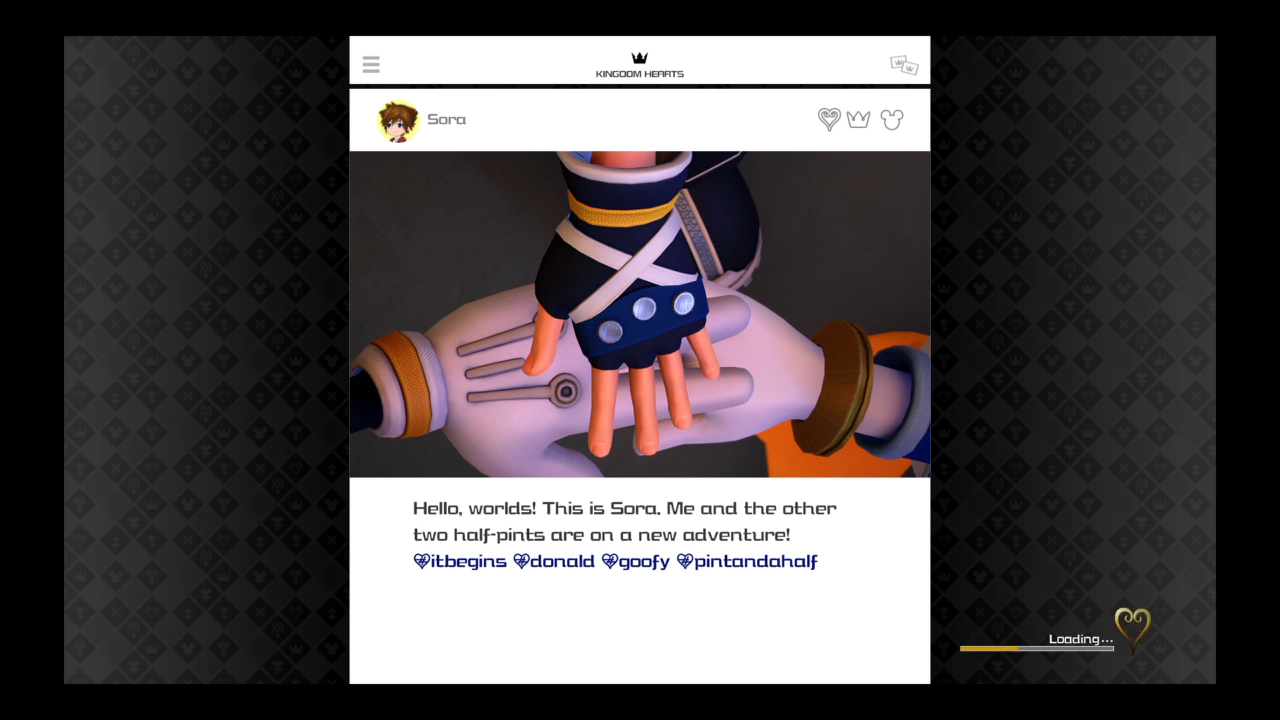 KINGDOM HEARTS
Sora
Hello, worlds! This is Sora. Me and the other
two half-pints are on a new adventure!
itbegins donald goofy pintandahalf
Loading...